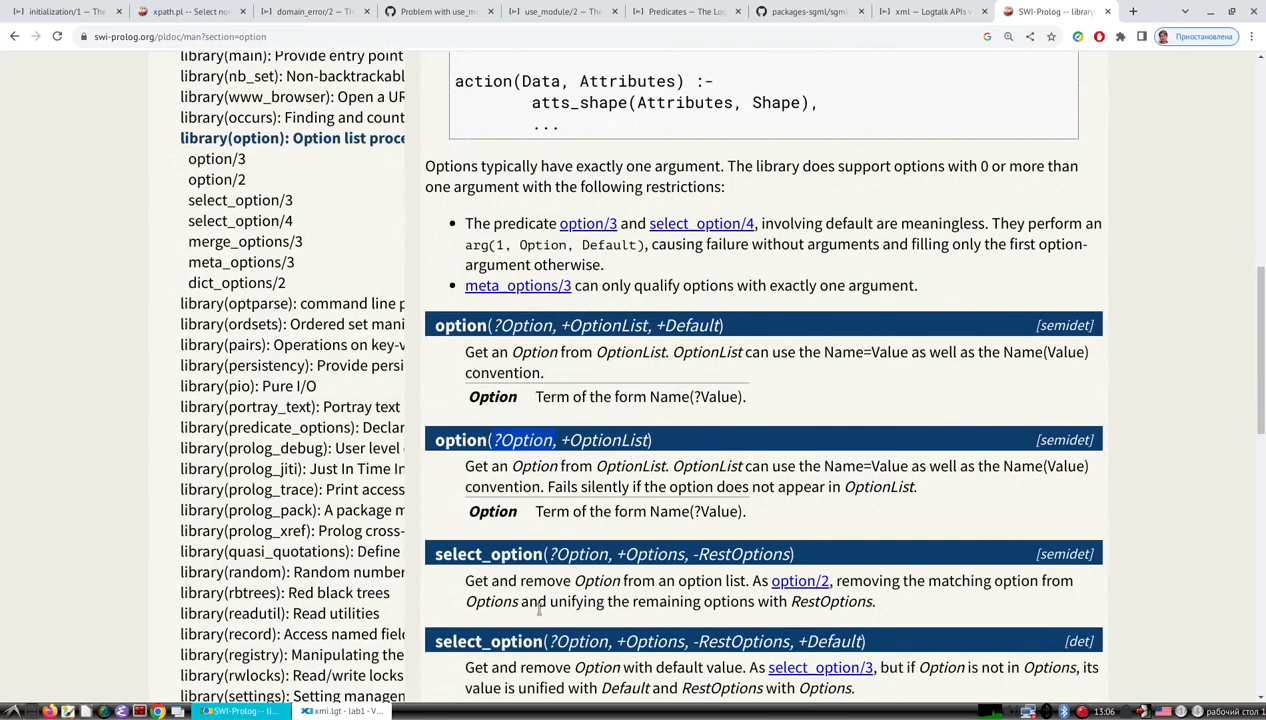 initialization/1 — The
xpath.pl – Select no
domain_error/2 — The
Problem with use_m
use_module/2 — The
Predicates — The Log
packages-sgml/sgml
xml — Logtalk APIs v
SWI-Prolog -- library
swi-prolog.org/pldoc/man?section=option
Приостановлена
library(main): Provide entry point
library(nb_set): Non-backtrackabl
library(www_browser): Open a UR
library(occurs): Finding and count
library(option): Option list proce
option/3
option/2
select_option/3
select_option/4
merge_options/3
meta_options/3
dict_options/2
library(optparse): command line p
library(ordsets): Ordered set mani
library(pairs): Operations on key-v
library(persistency): Provide persi
library(pio): Pure I/O
library(portray_text): Portray text
library(predicate_options): Declar
library(prolog_debug): User level d
library(prolog_jiti): Just In Time In
library(prolog_trace): Print access
library(prolog_pack): A package m
library(prolog_xref): Prolog cross-
library(quasi_quotations): Define
library(random): Random number
library(rbtrees): Red black trees
library(readutil): Read utilities
library(record): Access named field
library(registry): Manipulating the
library(rwlocks): Read/write locks
library(settings): Setting managem
action(Data, Attributes) :-
atts_shape(Attributes, Shape),
...
Options typically have exactly one argument. The library does support options with 0 or more than
one argument with the following restrictions:
• The predicate option/3 and select_option/4, involving default are meaningless. They perform an
arg(1, Option, Default), causing failure without arguments and filling only the first option-
argument otherwise.
• meta_options/3 can only qualify options with exactly one argument.
option(?Option, +OptionList, +Default) [semidet]
Get an Option from OptionList. OptionList can use the Name=Value as well as the Name(Value)
convention.
Option Term of the form Name(?Value).
option(?Option, +OptionList) [semidet]
Get an Option from OptionList. OptionList can use the Name=Value as well as the Name(Value)
convention. Fails silently if the option does not appear in OptionList.
Option Term of the form Name(?Value).
select_option(?Option, +Options, -RestOptions) [semidet]
Get and remove Option from an option list. As option/2, removing the matching option from
Options and unifying the remaining options with RestOptions.
select_option(?Option, +Options, -RestOptions, +Default) [det]
Get and remove Option with default value. As select_option/3, but if Option is not in Options, its
value is unified with Default and RestOptions with Options.
SWI-Prolog -- li...
xmi.lgt - lab1 - V...
13:06
рабочий стол 1